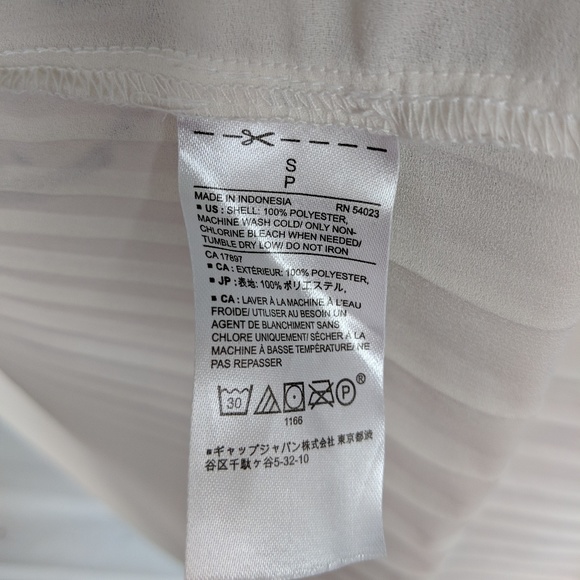 S
P
MADE IN INDONESIA RN 54023
▪ US : SHELL: 100% POLYESTER,
MACHINE WASH COLD/ ONLY NON-
CHLORINE BLEACH WHEN NEEDED/
TUMBLE DRY LOW/ DO NOT IRON
CA 17897
▪ CA : EXTÉRIEUR: 100% POLYESTER,
▪ JP : 表地: 100% ポリエステル,
▪ CA : LAVER À LA MACHINE À L'EAU
FROIDE/ UTILISER AU BESOIN UN
AGENT DE BLANCHIMENT SANS
CHLORE UNIQUEMENT/ SÉCHER À LA
MACHINE À BASSE TEMPÉRATURE/ NE
PAS REPASSER
30 P ®
1166
▪ギャップジャパン株式会社 東京都渋
谷区千駄ヶ谷5-32-10